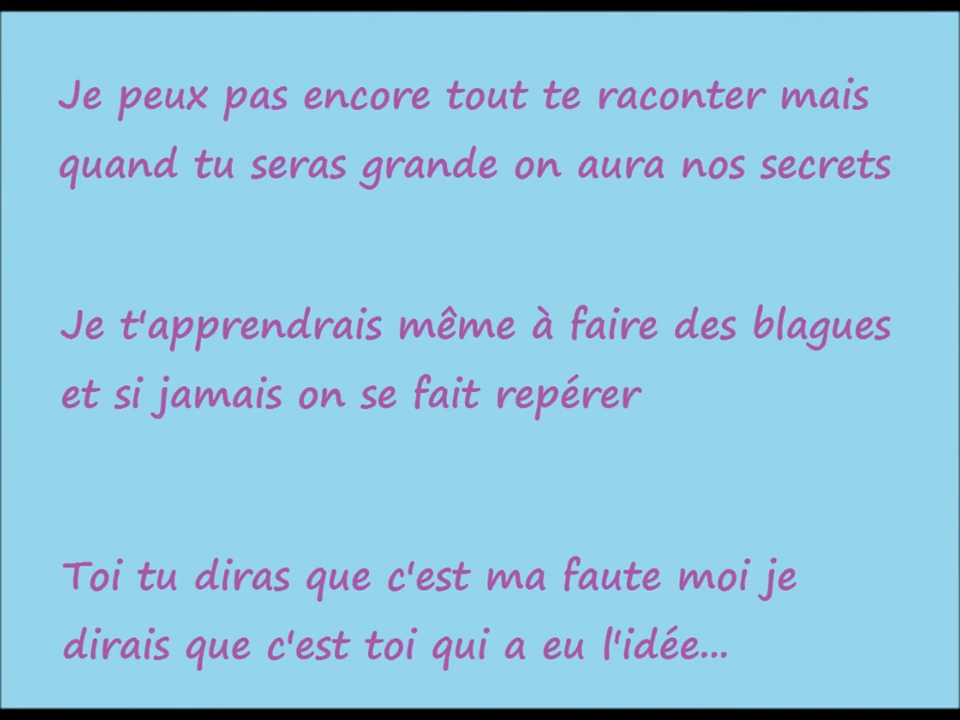 Je peux pas encore tout te raconter mais
quand tu seras grande on aura nos secrets
Je t'apprendrais même à faire des blagues
et si jamais on se fait repérer
Toi tu diras que c'est ma faute moi je
dirais que c'est toi qui a eu l'idée...